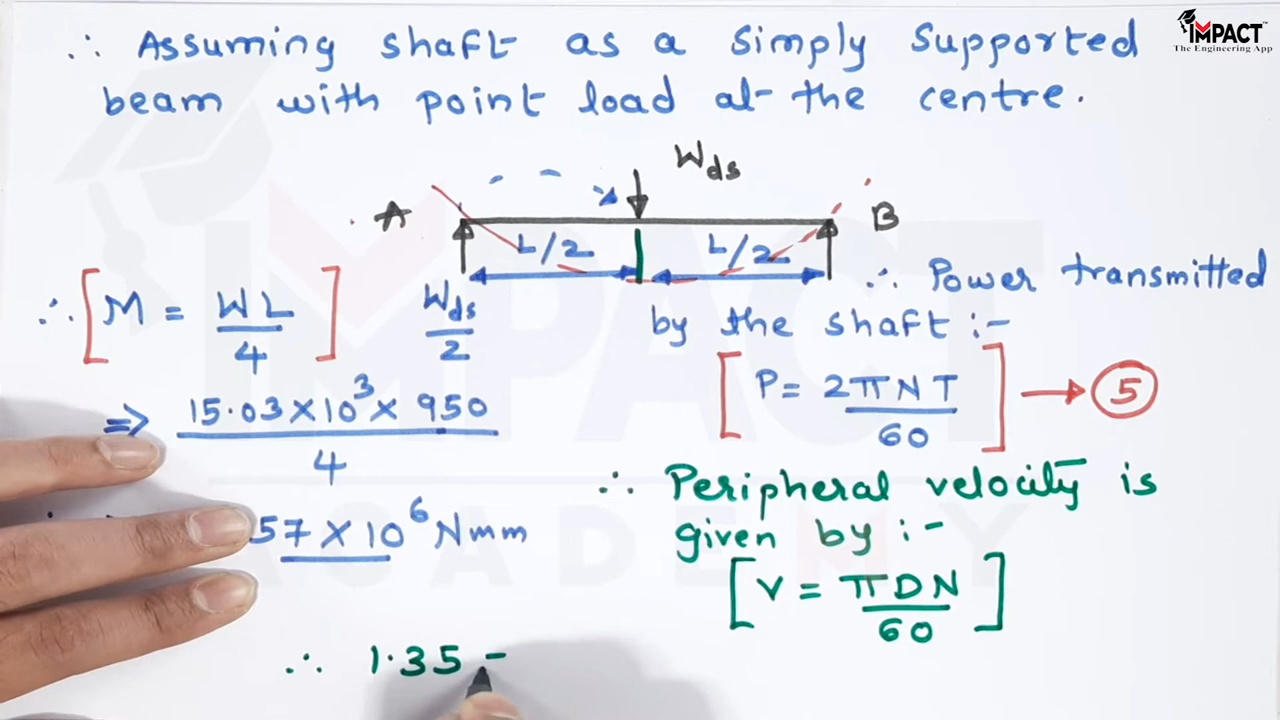 IMPACT
The Engineering App
∴ Assuming shaft as a simply supported
beam with point load at the centre.
Wds
A
B
L/2
L/2
∴ [M = WL/4]
Wds/2
∴ Power transmitted
by the shaft :-
[P = 2πNT/60] → 5
=> 15.03 × 10³ × 950/4
57 × 10⁶ Nmm
∴ Peripheral velocity is
given by :-
[V = πDN/60]
∴ 1.35
IMPACT
ACADEMY